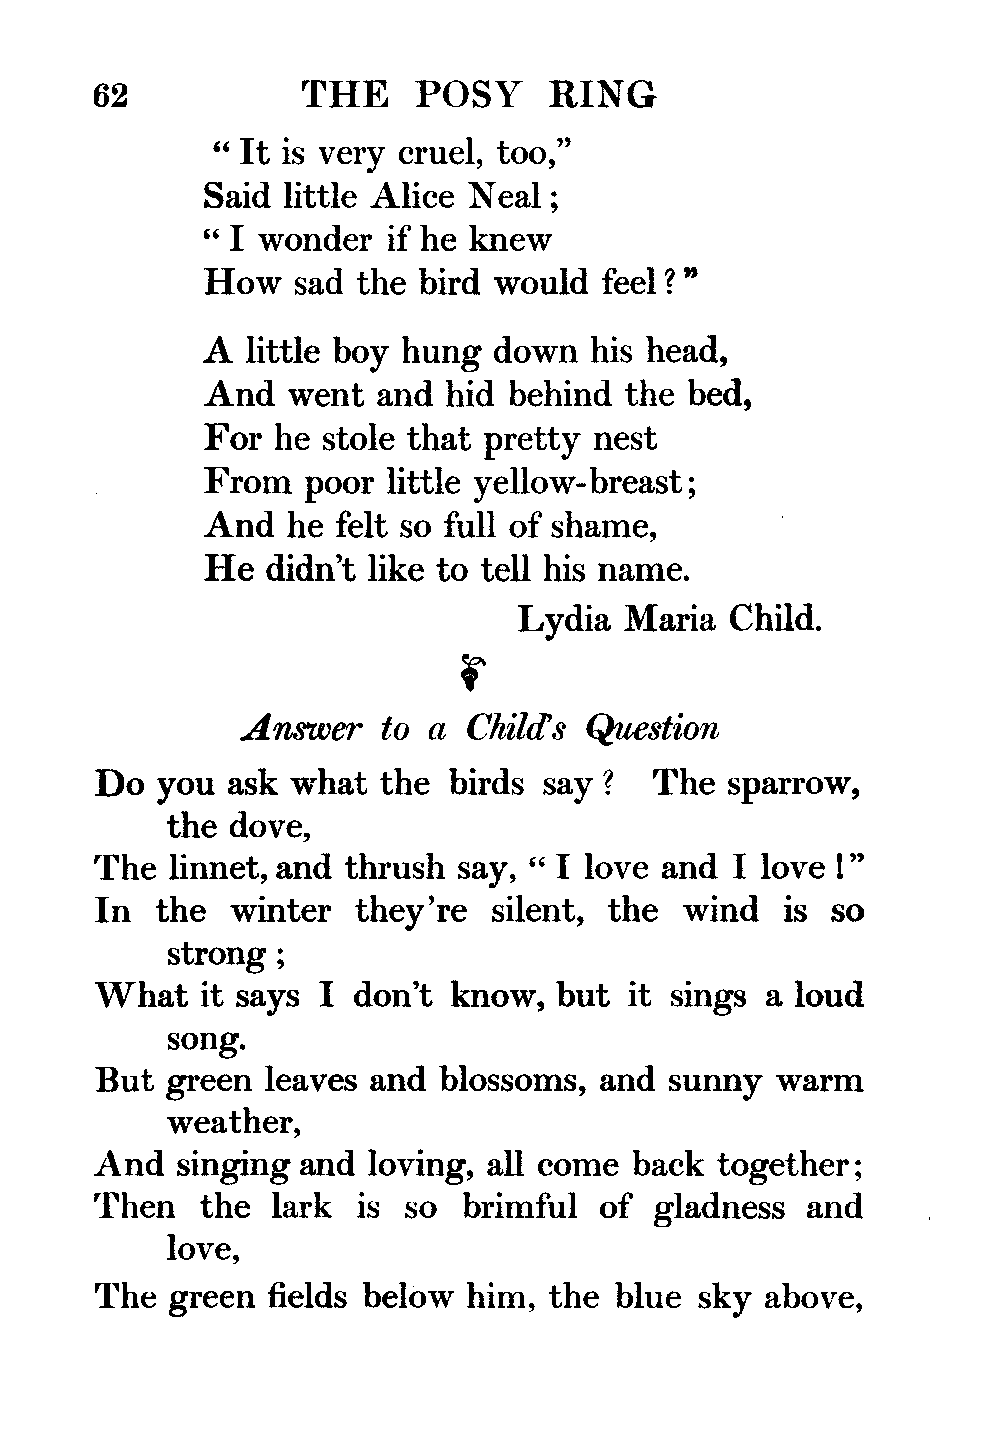 62 THE POSY RING
“ It is very cruel, too,”
Said little Alice Neal ;
“ I wonder if he knew
How sad the bird would feel ? ”
A little boy hung down his head,
And went and hid behind the bed,
For he stole that pretty nest
From poor little yellow-breast ;
And he felt so full of shame,
He didn’t like to tell his name.
Lydia Maria Child.
Answer to a Child’s Question
Do you ask what the birds say ? The sparrow,
the dove,
The linnet, and thrush say, “ I love and I love ! ”
In the winter they’re silent, the wind is so
strong ;
What it says I don’t know, but it sings a loud
song.
But green leaves and blossoms, and sunny warm
weather,
And singing and loving, all come back together ;
Then the lark is so brimful of gladness and
love,
The green fields below him, the blue sky above,